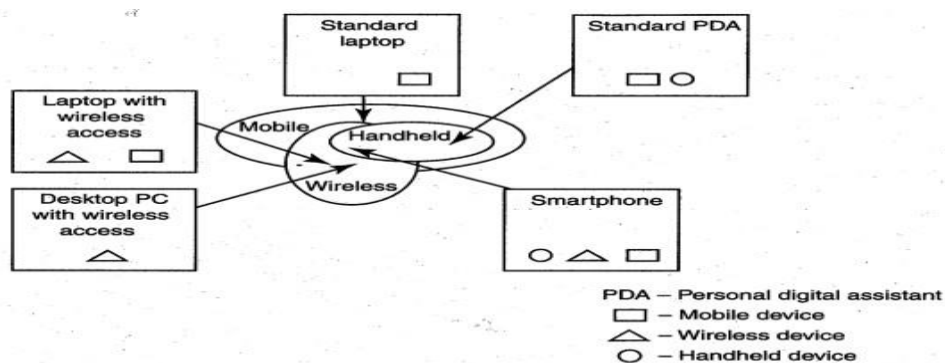 Standard
laptop
Standard PDA
Laptop with
wireless
access
Mobile
Handheld
Wireless
Desktop PC
with wireless
access
Smartphone
PDA – Personal digital assistant
– Mobile device
– Wireless device
– Handheld device